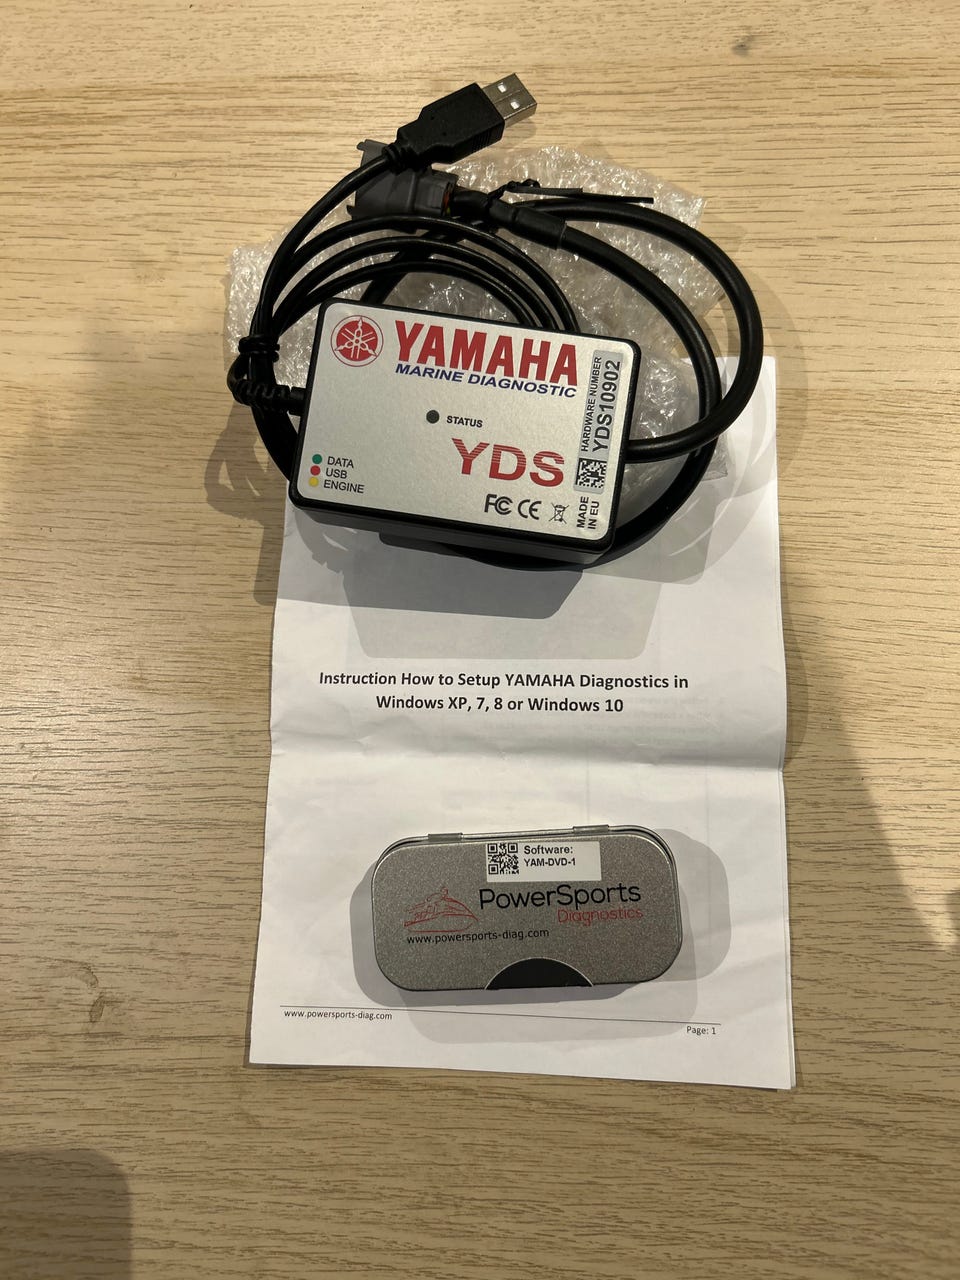 YAMAHA
MARINE DIAGNOSTIC
STATUS
YDS
DATA
USB
ENGINE
FC CE
MADE
IN EU
HARDWARE NUMBER
YDS10902
Instruction How to Setup YAMAHA Diagnostics in
Windows XP, 7, 8 or Windows 10
Software:
YAM-DVD-1
PowerSports
Diagnostics
www.powersports-diag.com
www.powersports-diag.com
Page: 1